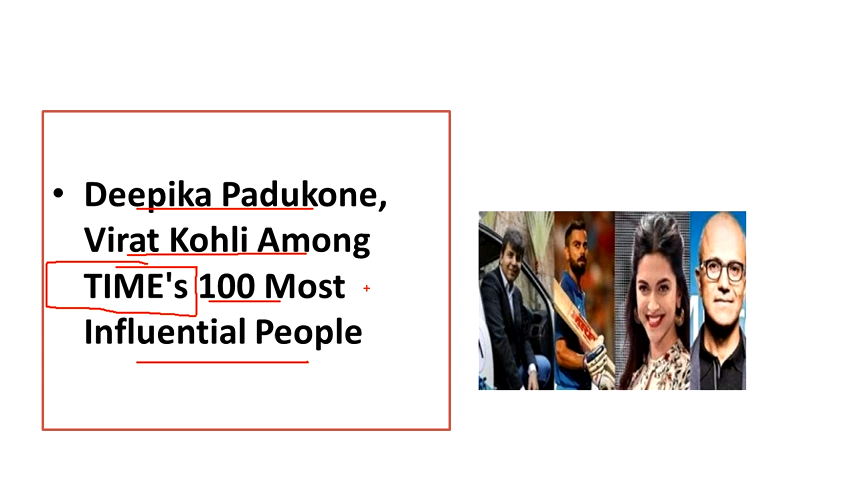 • Deepika Padukone,
Virat Kohli Among
TIME's 100 Most
Influential People